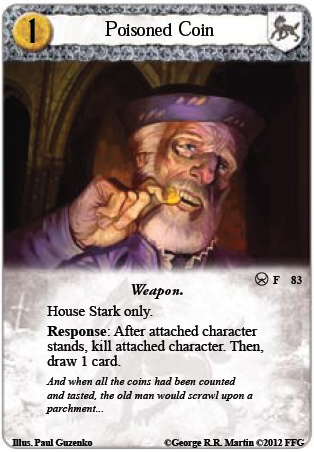 1
Poisoned Coin
F 83
Weapon.
House Stark only.
Response: After attached character
stands, kill attached character. Then,
draw 1 card.
And when all the coins had been counted
and tasted, the old man would scrawl upon a
parchment...
Illus. Paul Guzenko
©George R.R. Martin ©2012 FFG